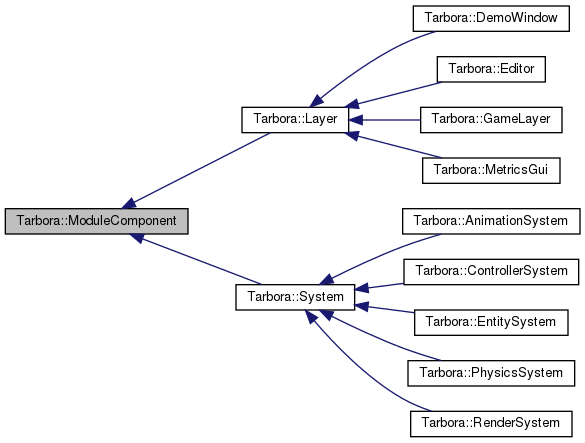 Tarbora::DemoWindow
Tarbora::Editor
Tarbora::Layer
Tarbora::GameLayer
Tarbora::MetricsGui
Tarbora::ModuleComponent
Tarbora::AnimationSystem
Tarbora::ControllerSystem
Tarbora::System
Tarbora::EntitySystem
Tarbora::PhysicsSystem
Tarbora::RenderSystem